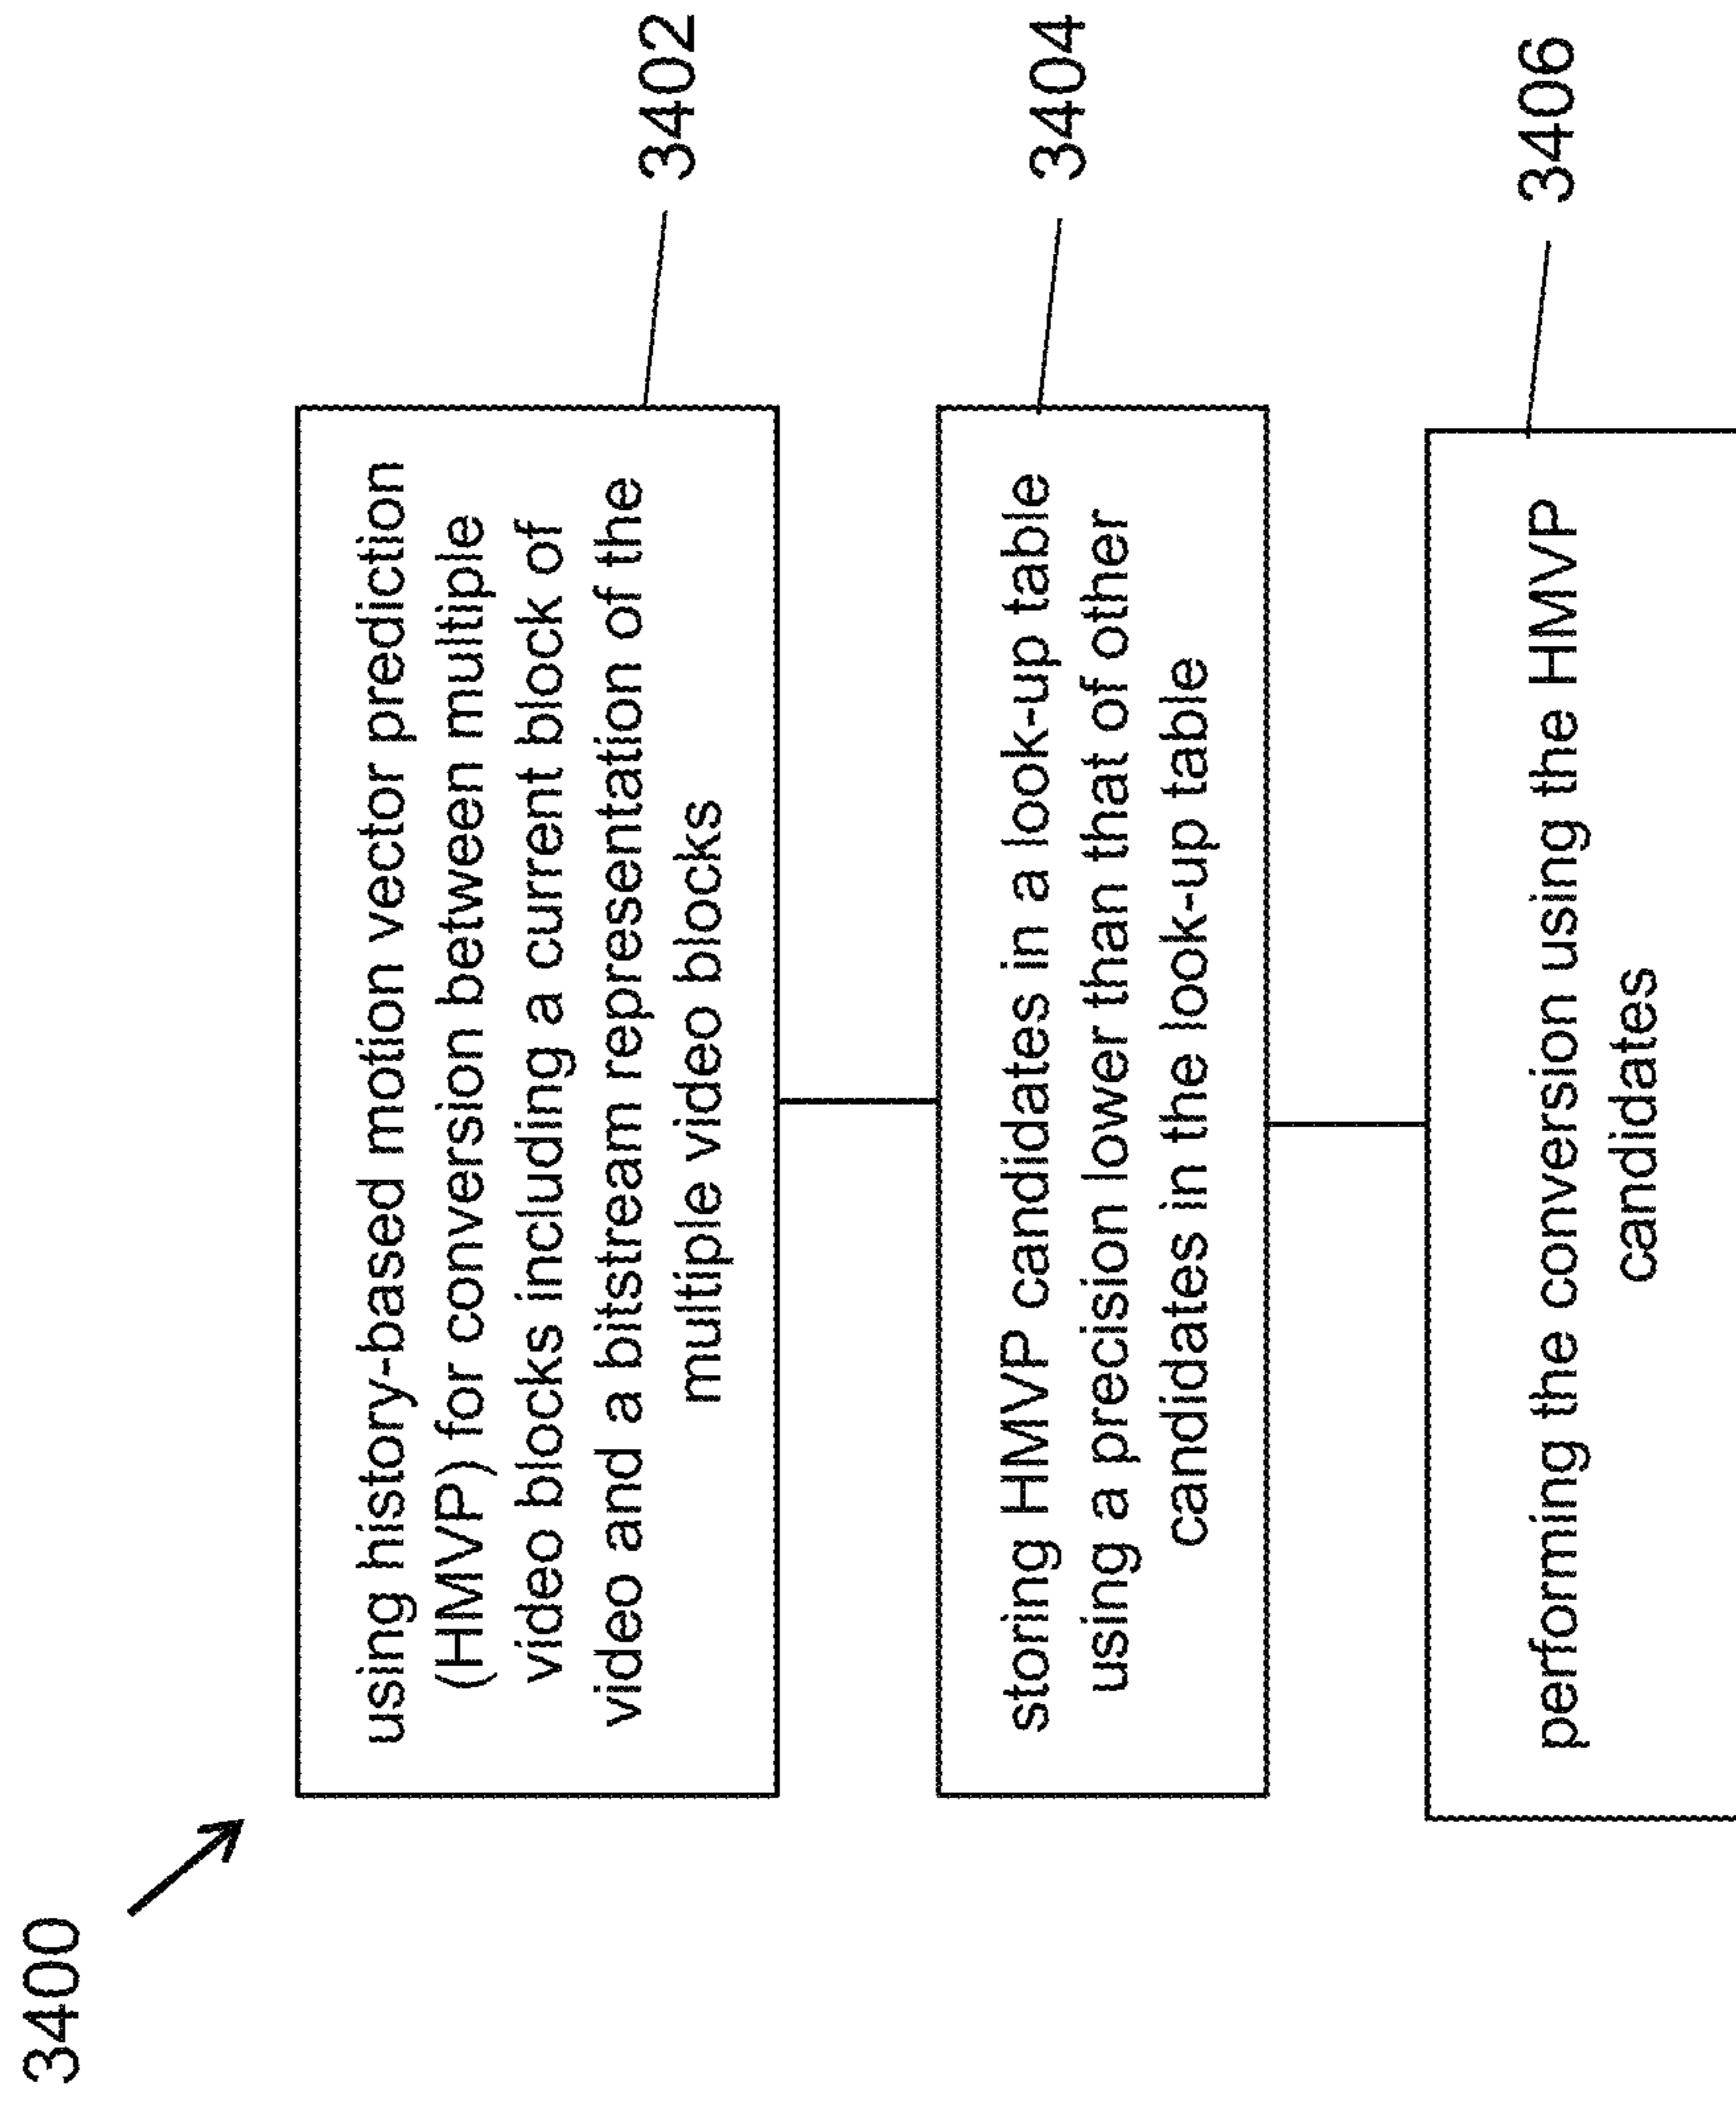 3400
using history-based motion vector prediction
(HMVP) for conversion between multiple
video blocks including a current block of
video and a bitstream representation of the
multiple video blocks
3402
storing HMVP candidates in a look-up table
using a precision lower than that of other
candidates in the look-up table
3404
performing the conversion using the HMVP
candidates
3406